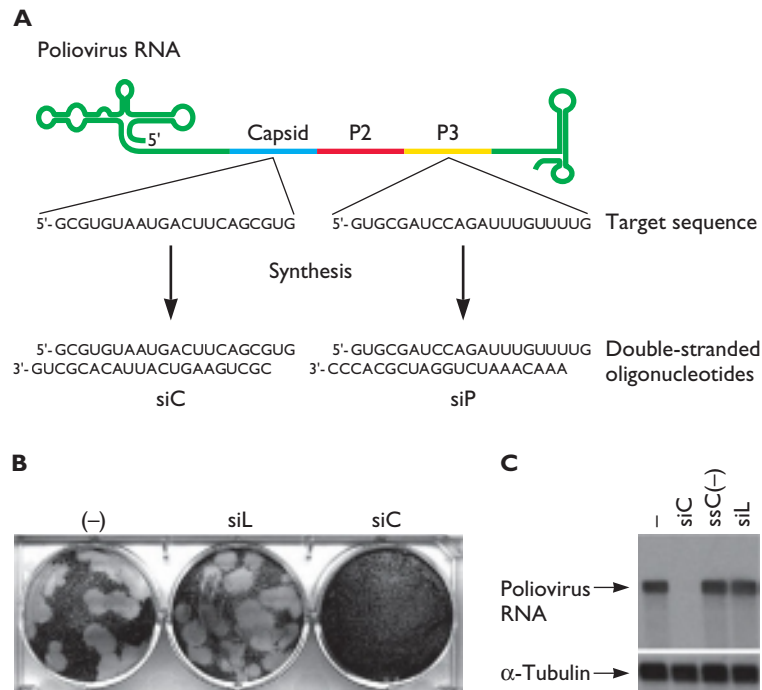 A
Poliovirus RNA
5'
Capsid P2 P3
5'-GCGUGUAAUGACUUCAGCGUG 5'-GUGCGAUCCAGAUUUGUUUUG Target sequence
Synthesis
5'-GCGUGUAAUGACUUCAGCGUG 5'-GUGCGAUCCAGAUUUGUUUUG Double-stranded
3'-GUCGCACAUUACUGAAGUCGC 3'-CCCACGCUAGGUCUAAACAAA oligonucleotides
siC siP
B
(–) siL siC
C
– siC ssC(–) siL
Poliovirus
RNA
α-Tubulin